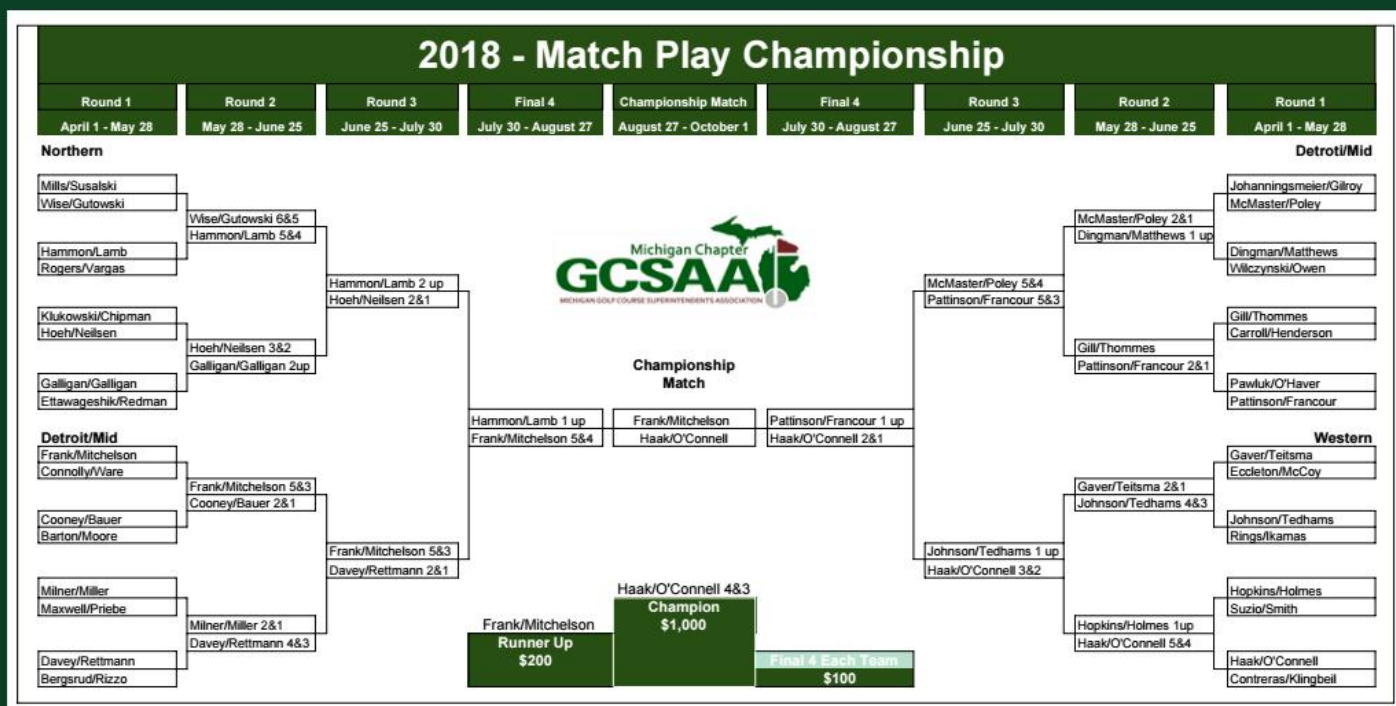 2018 - Match Play Championship
Round 1
Round 2
Round 3
Final 4
Championship Match
Final 4
Round 3
Round 2
Round 1
April 1 - May 28
May 28 - June 25
June 25 - July 30
July 30 - August 27
August 27 - October 1
July 30 - August 27
June 25 - July 30
May 28 - June 25
April 1 - May 28
Northern
Mills/Susalski
Wise/Gutowski
Hammon/Lamb
Rogers/Vargas
Klukowski/Chipman
Hoeh/Neilsen
Galligan/Galligan
Ettawageshik/Redman
Detroit/Mid
Frank/Mitchelson
Connolly/Ware
Cooney/Bauer
Barton/Moore
Milner/Miller
Maxwell/Priebe
Davey/Rettmann
Bergsrud/Rizzo
Wise/Gutowski 6&5
Hammon/Lamb 5&4
Hoeh/Neilsen 3&2
Galligan/Galligan 2up
Frank/Mitchelson 5&3
Cooney/Bauer 2&1
Milner/Miller 2&1
Davey/Rettmann 4&3
Hammon/Lamb 2 up
Hoeh/Neilsen 2&1
Frank/Mitchelson 5&3
Davey/Rettmann 2&1
Hammon/Lamb 1 up
Frank/Mitchelson 5&4
Michigan Chapter
GCSAA
MICHIGAN GOLF COURSE SUPERINTENDENTS ASSOCIATION
Championship
Match
Frank/Mitchelson
Haak/O'Connell
Haak/O'Connell 4&3
Champion
$1,000
Frank/Mitchelson
Runner Up
$200
Final 4 Each Team
$100
Pattinson/Francour 1 up
Haak/O'Connell 2&1
McMaster/Poley 5&4
Pattinson/Francour 5&3
Johnson/Tedhams 1 up
Haak/O'Connell 3&2
McMaster/Poley 2&1
Dingman/Matthews 1 up
Gill/Thommes
Pattinson/Francour 2&1
Gaver/Teitsma 2&1
Johnson/Tedhams 4&3
Hopkins/Holmes 1up
Haak/O'Connell 5&4
Detroti/Mid
Johanningsmeier/Gilroy
McMaster/Poley
Dingman/Matthews
Wilczynski/Owen
Gill/Thommes
Carroll/Henderson
Pawluk/O'Haver
Pattinson/Francour
Western
Gaver/Teitsma
Eccleton/McCoy
Johnson/Tedhams
Rings/Ikamas
Hopkins/Holmes
Suzio/Smith
Haak/O'Connell
Contreras/Klingbeil